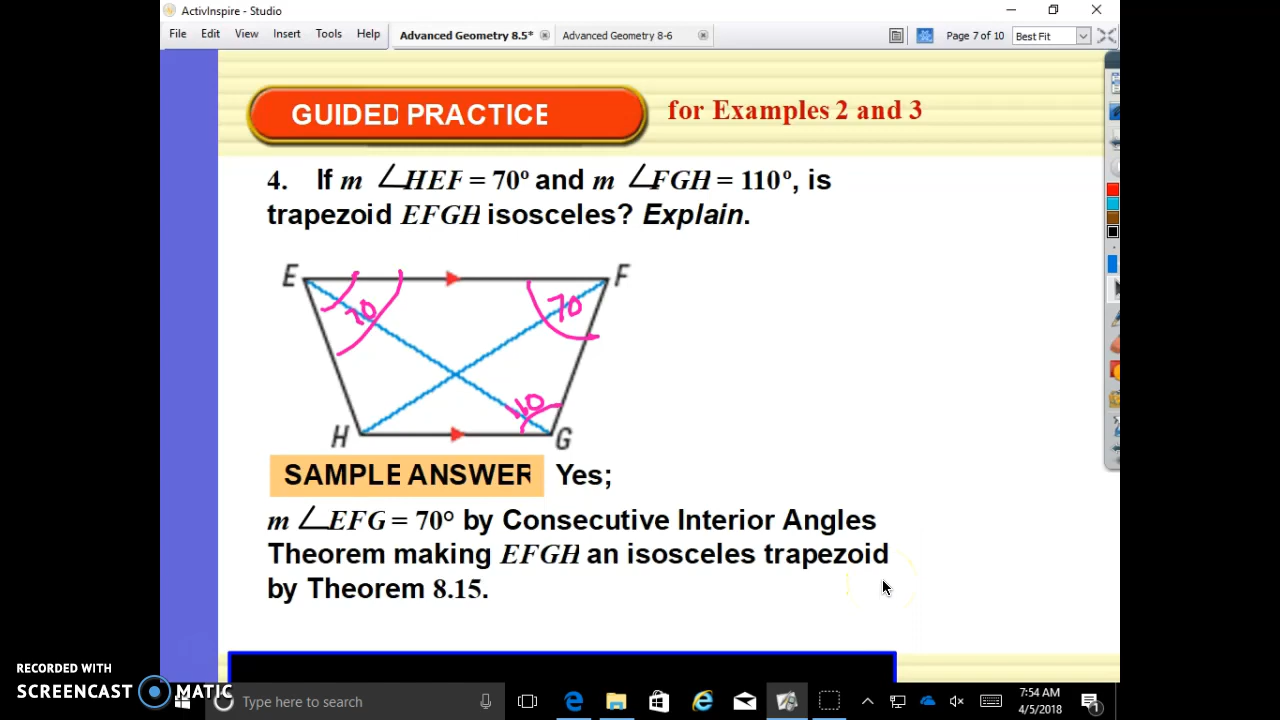 ActivInspire - Studio
File Edit View Insert Tools Help
Advanced Geometry 8.5* Advanced Geometry 8-6
Page 7 of 10 Best Fit
GUIDED PRACTICE for Examples 2 and 3
4. If m ∠HEF = 70º and m ∠FGH = 110º, is
trapezoid EFGH isosceles? Explain.
E F
70 70
H G
SAMPLE ANSWER Yes;
m ∠EFG = 70° by Consecutive Interior Angles
Theorem making EFGH an isosceles trapezoid
by Theorem 8.15.
RECORDED WITH
SCREENCAST MATIC
Type here to search
7:54 AM
4/5/2018
1